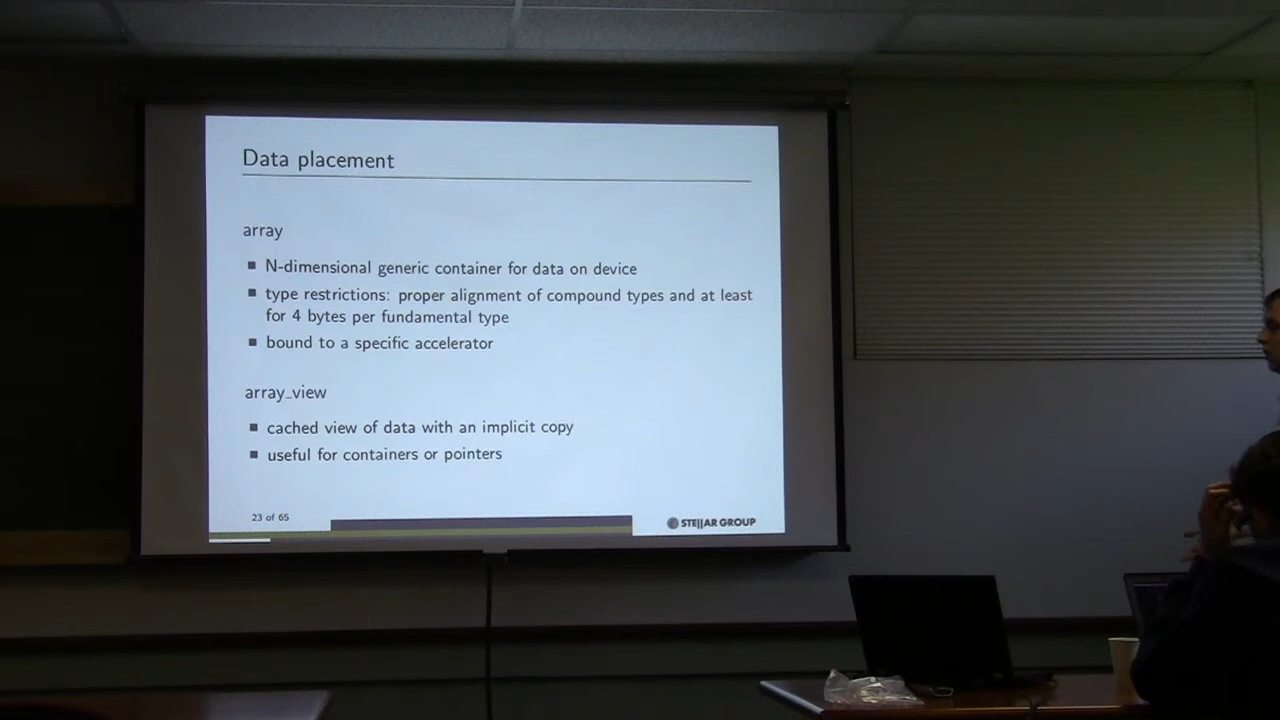 Data placement
array
■ N-dimensional generic container for data on device
■ type restrictions: proper alignment of compound types and at least
for 4 bytes per fundamental type
■ bound to a specific accelerator
array_view
■ cached view of data with an implicit copy
■ useful for containers or pointers
23 of 65
STE||AR GROUP